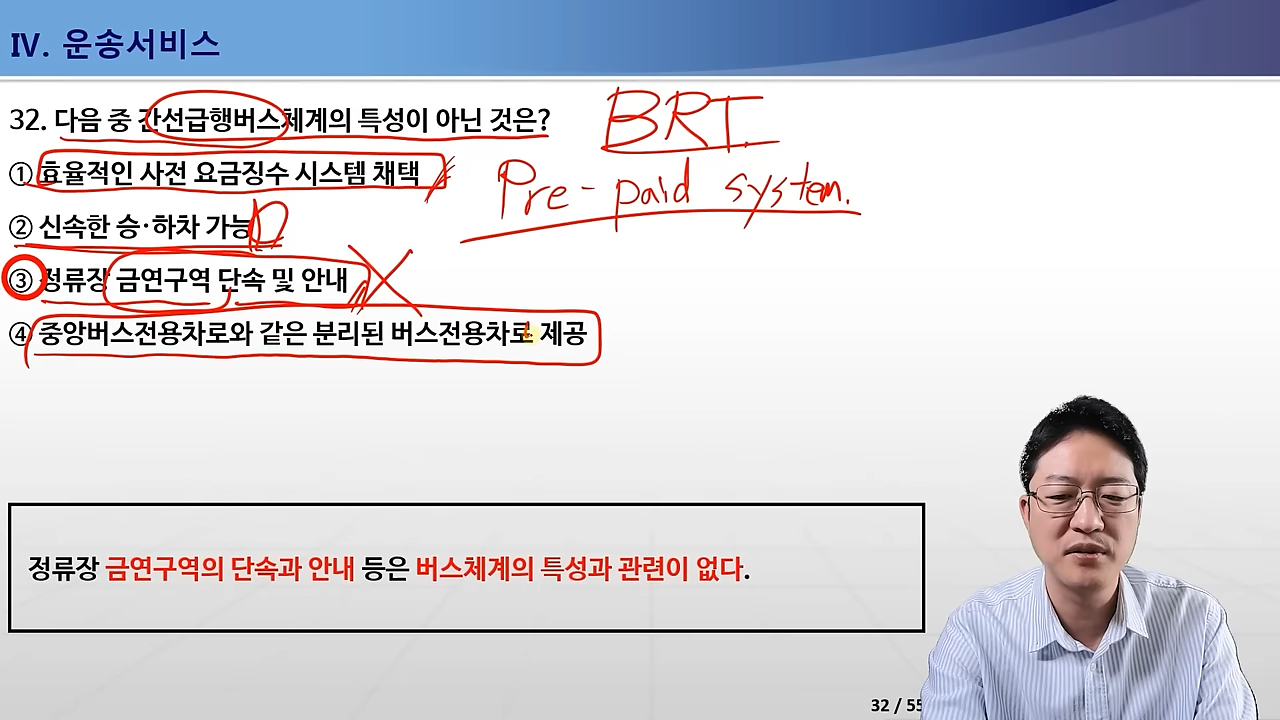 Ⅳ. 운송서비스
32. 다음 중 간선급행버스체계의 특성이 아닌 것은?
BRT.
① 효율적인 사전 요금징수 시스템 채택
Pre-paid system.
② 신속한 승·하차 가능
③ 정류장 금연구역 단속 및 안내
④ 중앙버스전용차로와 같은 분리된 버스전용차로 제공
정류장 금연구역의 단속과 안내 등은 버스체계의 특성과 관련이 없다.
32 / 55